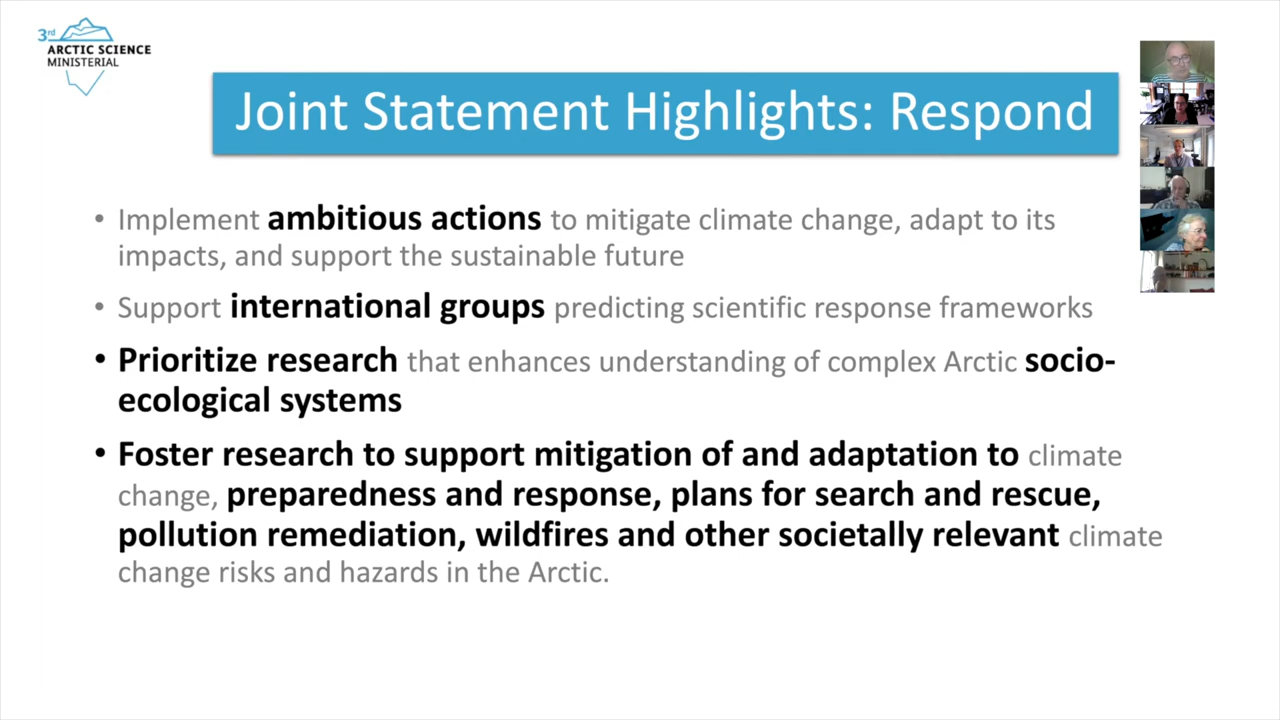 3rd
ARCTIC SCIENCE
MINISTERIAL
Joint Statement Highlights: Respond
• Implement ambitious actions to mitigate climate change, adapt to its
impacts, and support the sustainable future
• Support international groups predicting scientific response frameworks
• Prioritize research that enhances understanding of complex Arctic socio-
ecological systems
• Foster research to support mitigation of and adaptation to climate
change, preparedness and response, plans for search and rescue,
pollution remediation, wildfires and other societally relevant climate
change risks and hazards in the Arctic.